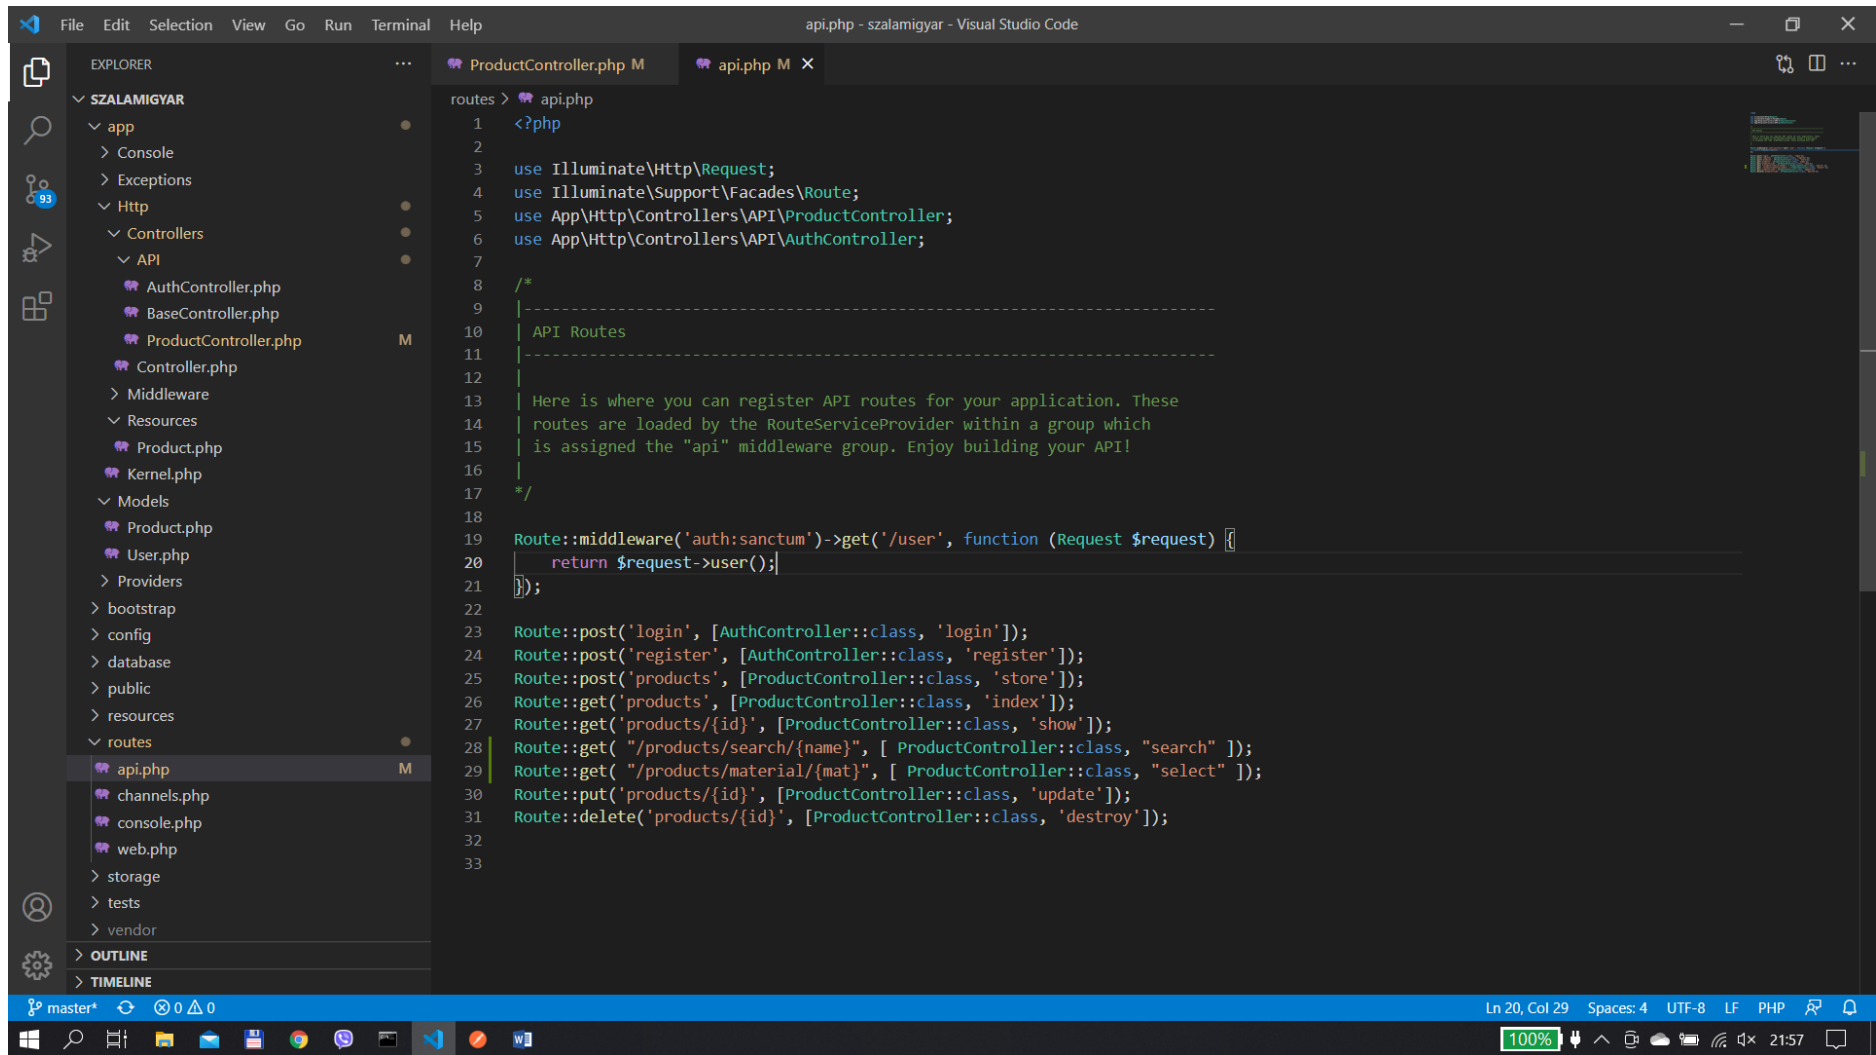 File Edit Selection View Go Run Terminal Help
api.php - szalamigyar - Visual Studio Code
EXPLORER
SZALAMIGYAR
app
Console
Exceptions
Http
Controllers
API
AuthController.php
BaseController.php
ProductController.php M
Controller.php
Middleware
Resources
Product.php
Kernel.php
Models
Product.php
User.php
Providers
bootstrap
config
database
public
resources
routes
api.php M
channels.php
console.php
web.php
storage
tests
vendor
OUTLINE
TIMELINE
93
ProductController.php M
api.php M
routes > api.php
1 <?php
2
3 use Illuminate\Http\Request;
4 use Illuminate\Support\Facades\Route;
5 use App\Http\Controllers\API\ProductController;
6 use App\Http\Controllers\API\AuthController;
7
8 /*
9 |--------------------------------------------------------------------------
10 | API Routes
11 |--------------------------------------------------------------------------
12 |
13 | Here is where you can register API routes for your application. These
14 | routes are loaded by the RouteServiceProvider within a group which
15 | is assigned the "api" middleware group. Enjoy building your API!
16 |
17 */
18
19 Route::middleware('auth:sanctum')->get('/user', function (Request $request) {
20     return $request->user();
21 });
22
23 Route::post('login', [AuthController::class, 'login']);
24 Route::post('register', [AuthController::class, 'register']);
25 Route::post('products', [ProductController::class, 'store']);
26 Route::get('products', [ProductController::class, 'index']);
27 Route::get('products/{id}', [ProductController::class, 'show']);
28 Route::get( "/products/search/{name}", [ ProductController::class, "search" ]);
29 Route::get( "/products/material/{mat}", [ ProductController::class, "select" ]);
30 Route::put('products/{id}', [ProductController::class, 'update']);
31 Route::delete('products/{id}', [ProductController::class, 'destroy']);
32
33
master* 0 0
Ln 20, Col 29 Spaces: 4 UTF-8 LF PHP
100% 21:57